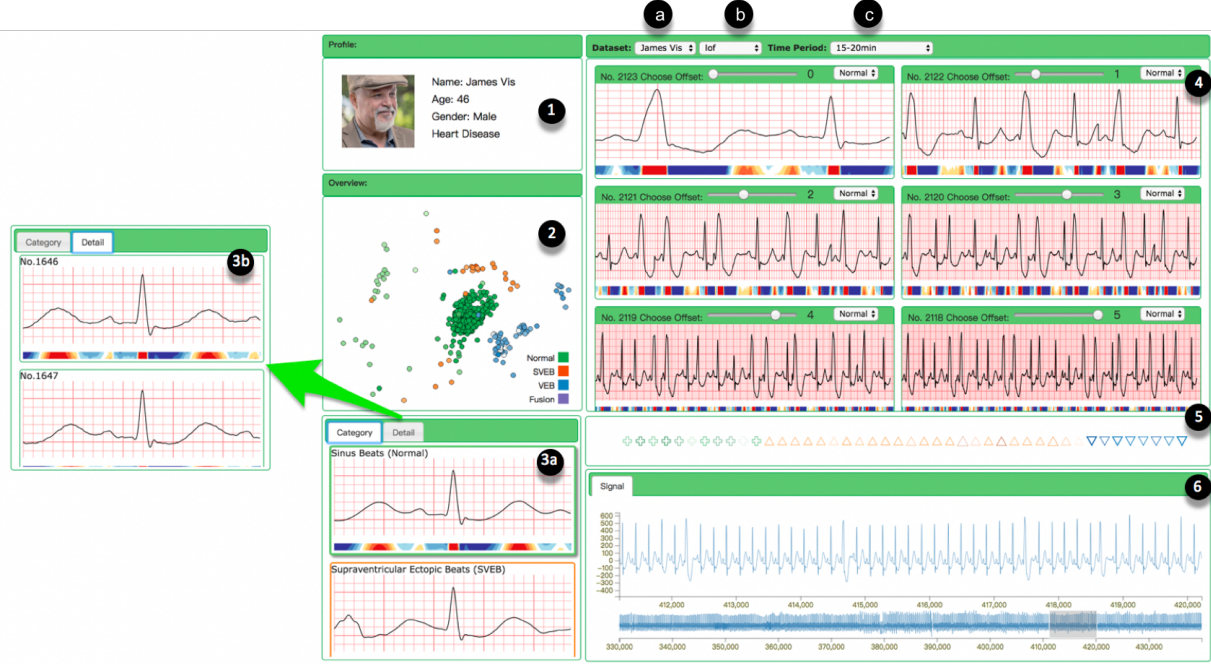 a b c
Profile:
Dataset: James Vis lof Time Period: 15-20min
Name: James Vis
Age: 46
Gender: Male
Heart Disease
1
No. 2123 Choose Offset: 0 Normal
No. 2122 Choose Offset: 1 Normal
4
Overview:
2
No. 2121 Choose Offset: 2 Normal
No. 2120 Choose Offset: 3 Normal
Category Detail
3b
No.1646
No.1647
No. 2119 Choose Offset: 4 Normal
No. 2118 Choose Offset: 5 Normal
Normal
SVEB
VEB
Fusion
Category Detail
3a
Sinus Beats (Normal)
Supraventricular Ectopic Beats (SVEB)
5
Signal
6
600
500
400
300
200
100
0
-100
-200
-300
-400
412,000 413,000 414,000 415,000 416,000 417,000 418,000 419,000 420,000
330,000 340,000 350,000 360,000 370,000 380,000 390,000 400,000 410,000 420,000 430,000